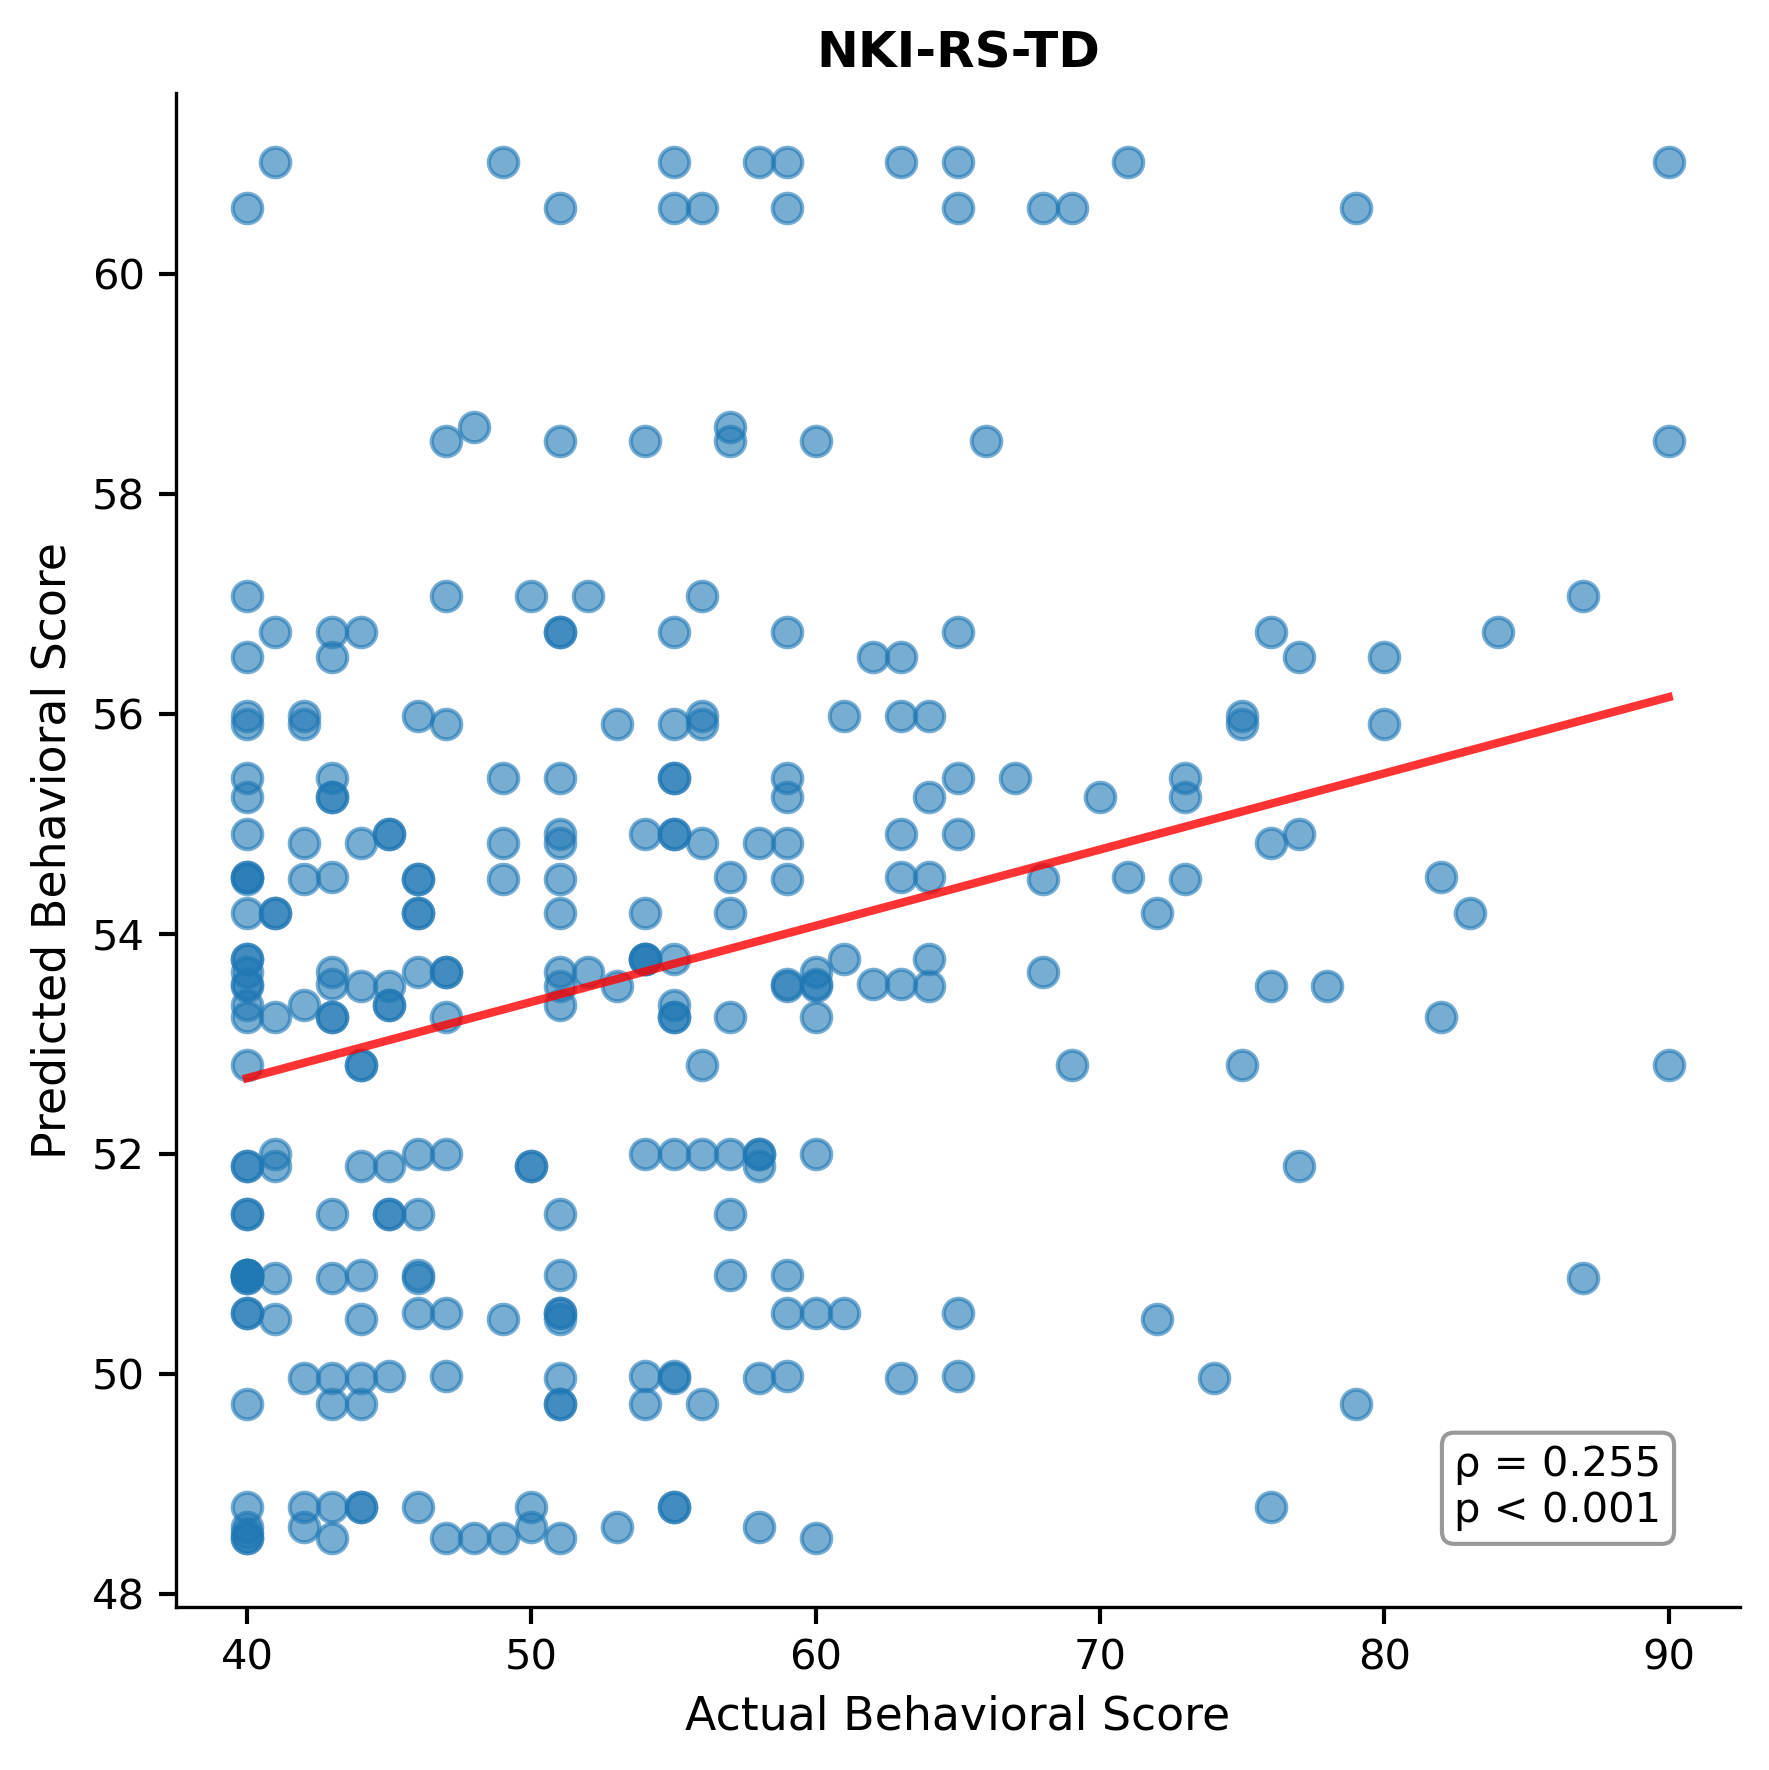 NKI-RS-TD
Predicted Behavioral Score
60
58
56
54
52
50
48
ρ = 0.255
p < 0.001
40 50 60 70 80 90
Actual Behavioral Score